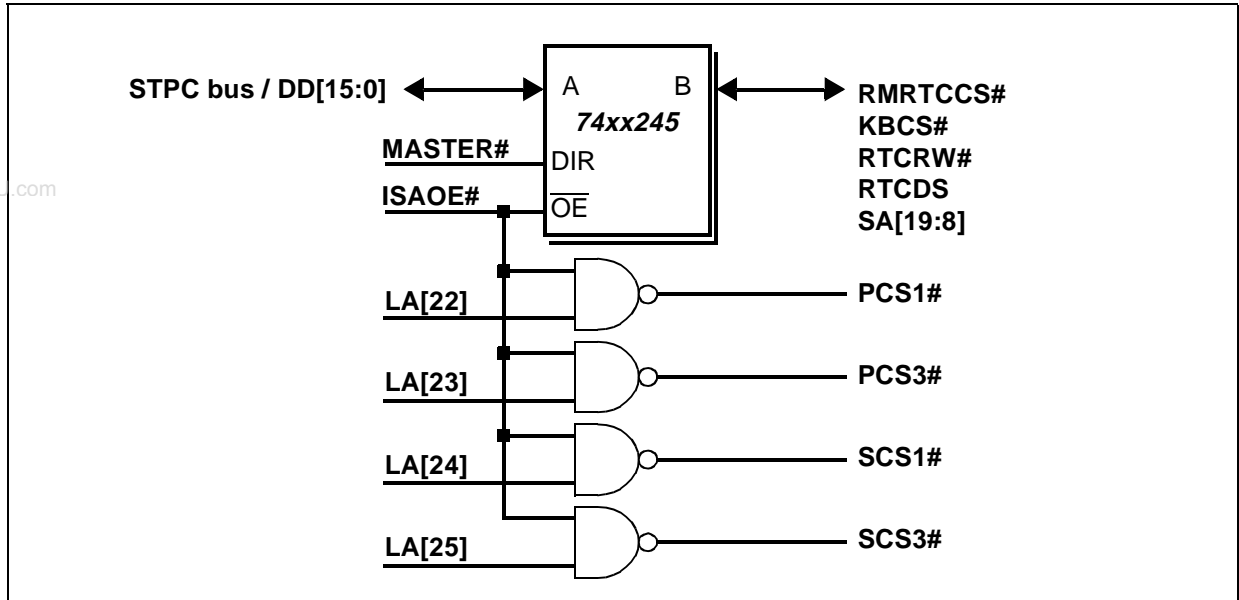 STPC bus / DD[15:0]
A
B
74xx245
RMRTCCS#
KBCS#
RTCRW#
RTCDS
SA[19:8]
MASTER#
DIR
ISAOE#
OE
.com
LA[22]
PCS1#
LA[23]
PCS3#
LA[24]
SCS1#
LA[25]
SCS3#